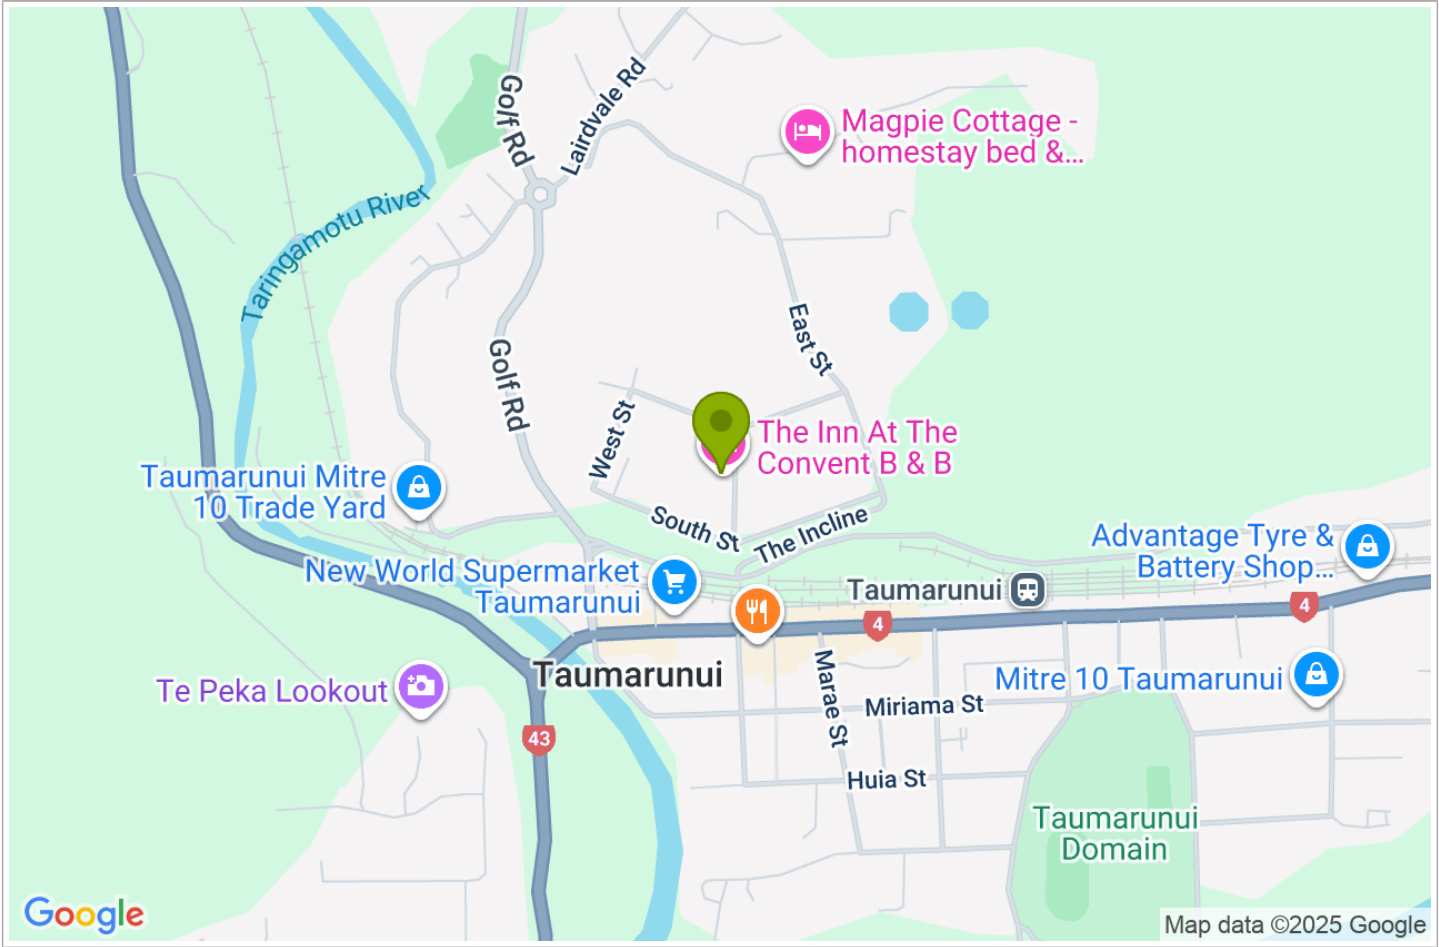 Golf Rd
Lairdvale Rd
Magpie Cottage -
homestay bed &...
Taringamotu River
East St
Golf Rd
West St
The Inn At The
Convent B & B
Taumarunui Mitre
10 Trade Yard
South St
The Incline
Advantage Tyre &
Battery Shop...
New World Supermarket
Taumarunui
Taumarunui
4
4
Taumarunui
Te Peka Lookout
Marae St
Mitre 10 Taumarunui
Miriama St
43
Huia St
Taumarunui
Domain
Google
Map data ©2025 Google